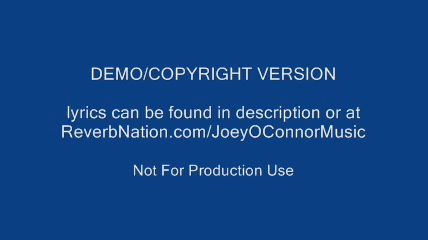 DEMO/COPYRIGHT VERSION
lyrics can be found in description or at
ReverbNation.com/JoeyOConnorMusic
Not For Production Use